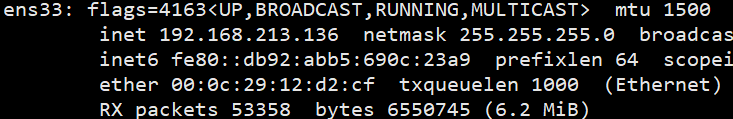 ens33: flags=4163<UP,BROADCAST,RUNNING,MULTICAST>  mtu 1500
        inet 192.168.213.136  netmask 255.255.255.0  broadcas
        inet6 fe80::db92:abb5:690c:23a9  prefixlen 64  scopei
        ether 00:0c:29:12:d2:cf  txqueuelen 1000  (Ethernet)
        RX packets 53358  bytes 6550745 (6.2 MiB)